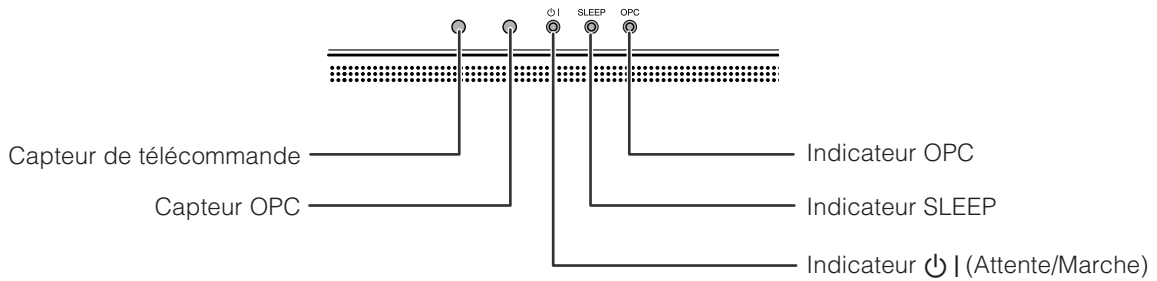 ⏻ | SLEEP OPC
Capteur de télécommande
Indicateur OPC
Capteur OPC
Indicateur SLEEP
Indicateur ⏻ | (Attente/Marche)